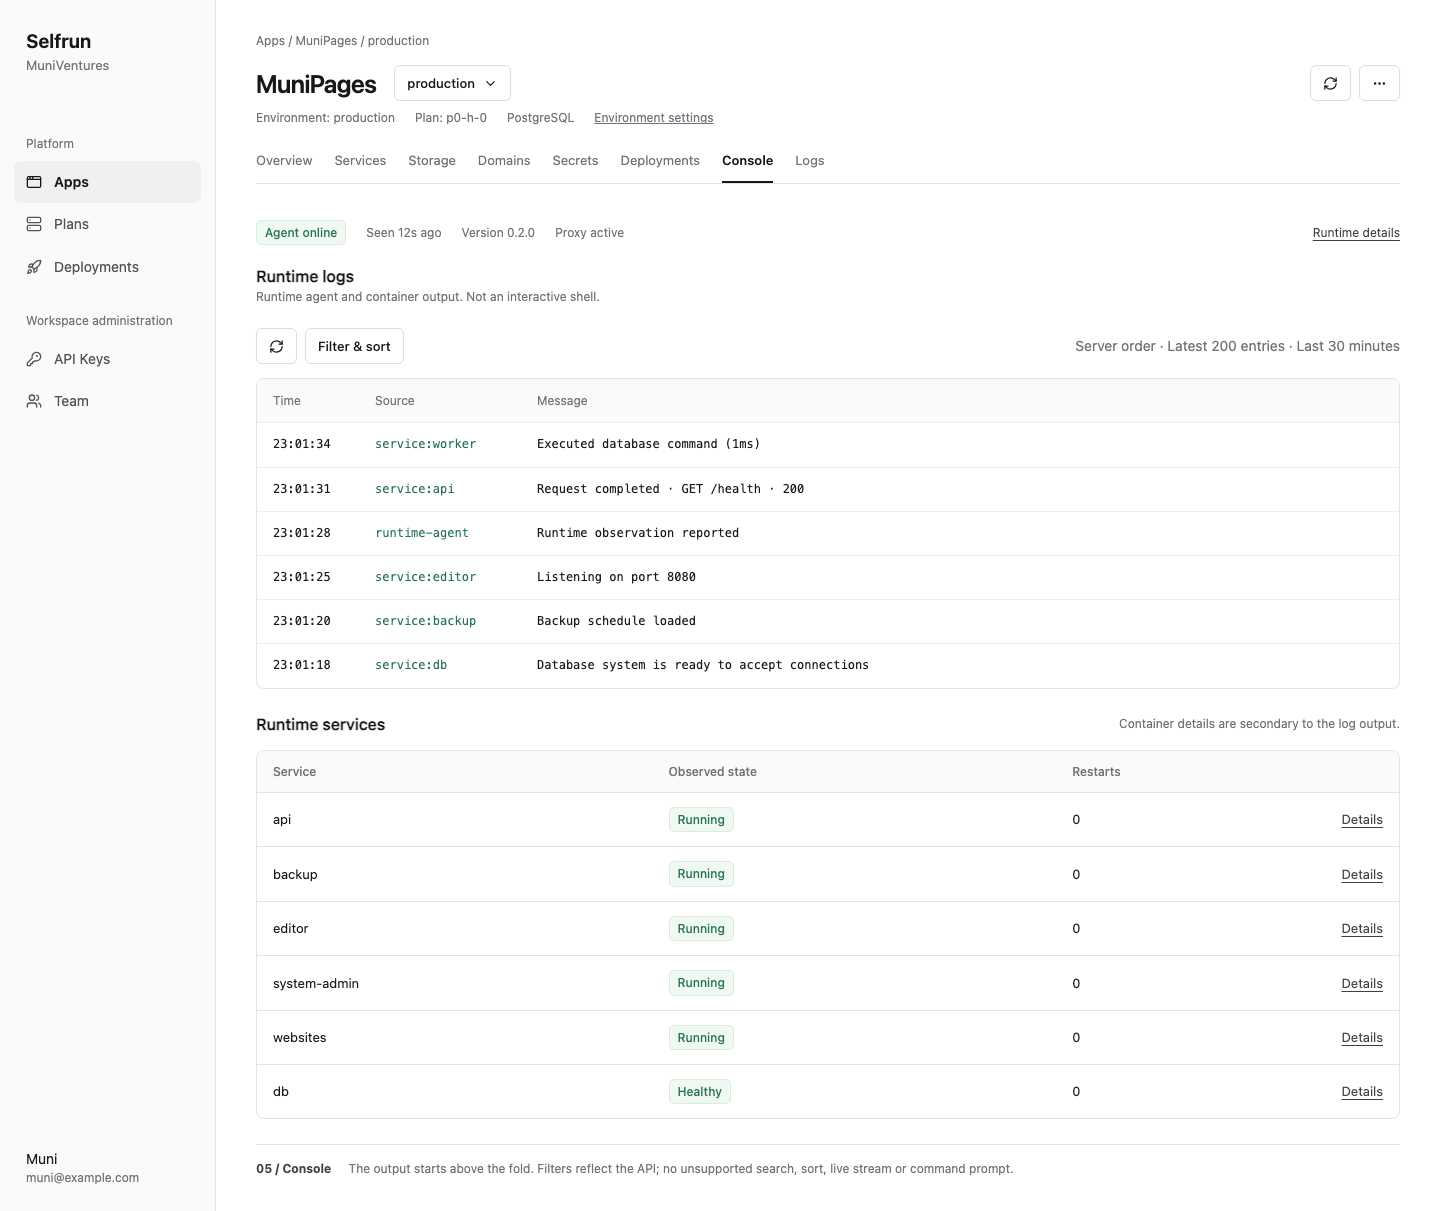 Selfrun
MuniVentures
Platform
Apps
Plans
Deployments
Workspace administration
API Keys
Team
Muni
muni@example.com
Apps / MuniPages / production
MuniPages
production
Environment: production Plan: p0-h-0 PostgreSQL Environment settings
Overview Services Storage Domains Secrets Deployments Console Logs
Agent online Seen 12s ago Version 0.2.0 Proxy active Runtime details
Runtime logs
Runtime agent and container output. Not an interactive shell.
Filter & sort Server order · Latest 200 entries · Last 30 minutes
Time Source Message
23:01:34 service:worker Executed database command (1ms)
23:01:31 service:api Request completed · GET /health · 200
23:01:28 runtime-agent Runtime observation reported
23:01:25 service:editor Listening on port 8080
23:01:20 service:backup Backup schedule loaded
23:01:18 service:db Database system is ready to accept connections
Runtime services Container details are secondary to the log output.
Service Observed state Restarts
api Running 0 Details
backup Running 0 Details
editor Running 0 Details
system-admin Running 0 Details
websites Running 0 Details
db Healthy 0 Details
05 / Console The output starts above the fold. Filters reflect the API; no unsupported search, sort, live stream or command prompt.